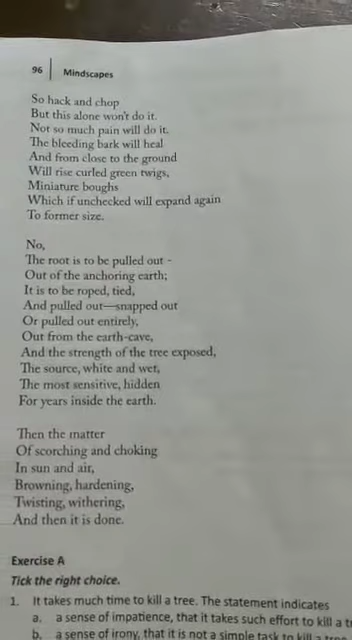 96 | Mindscapes
So hack and chop
But this alone won't do it.
Not so much pain will do it.
The bleeding bark will heal
And from close to the ground
Will rise curled green twigs,
Miniature boughs
Which if unchecked will expand again
To former size.
No,
The root is to be pulled out -
Out of the anchoring earth;
It is to be roped, tied,
And pulled out—snapped out
Or pulled out entirely,
Out from the earth-cave,
And the strength of the tree exposed,
The source, white and wet,
The most sensitive, hidden
For years inside the earth.
Then the matter
Of scorching and choking
In sun and air,
Browning, hardening,
Twisting, withering,
And then it is done.
Exercise A
Tick the right choice.
1. It takes much time to kill a tree. The statement indicates
a. a sense of impatience, that it takes such effort to kill a
b. a sense of irony, that it is not a simple task to kill a